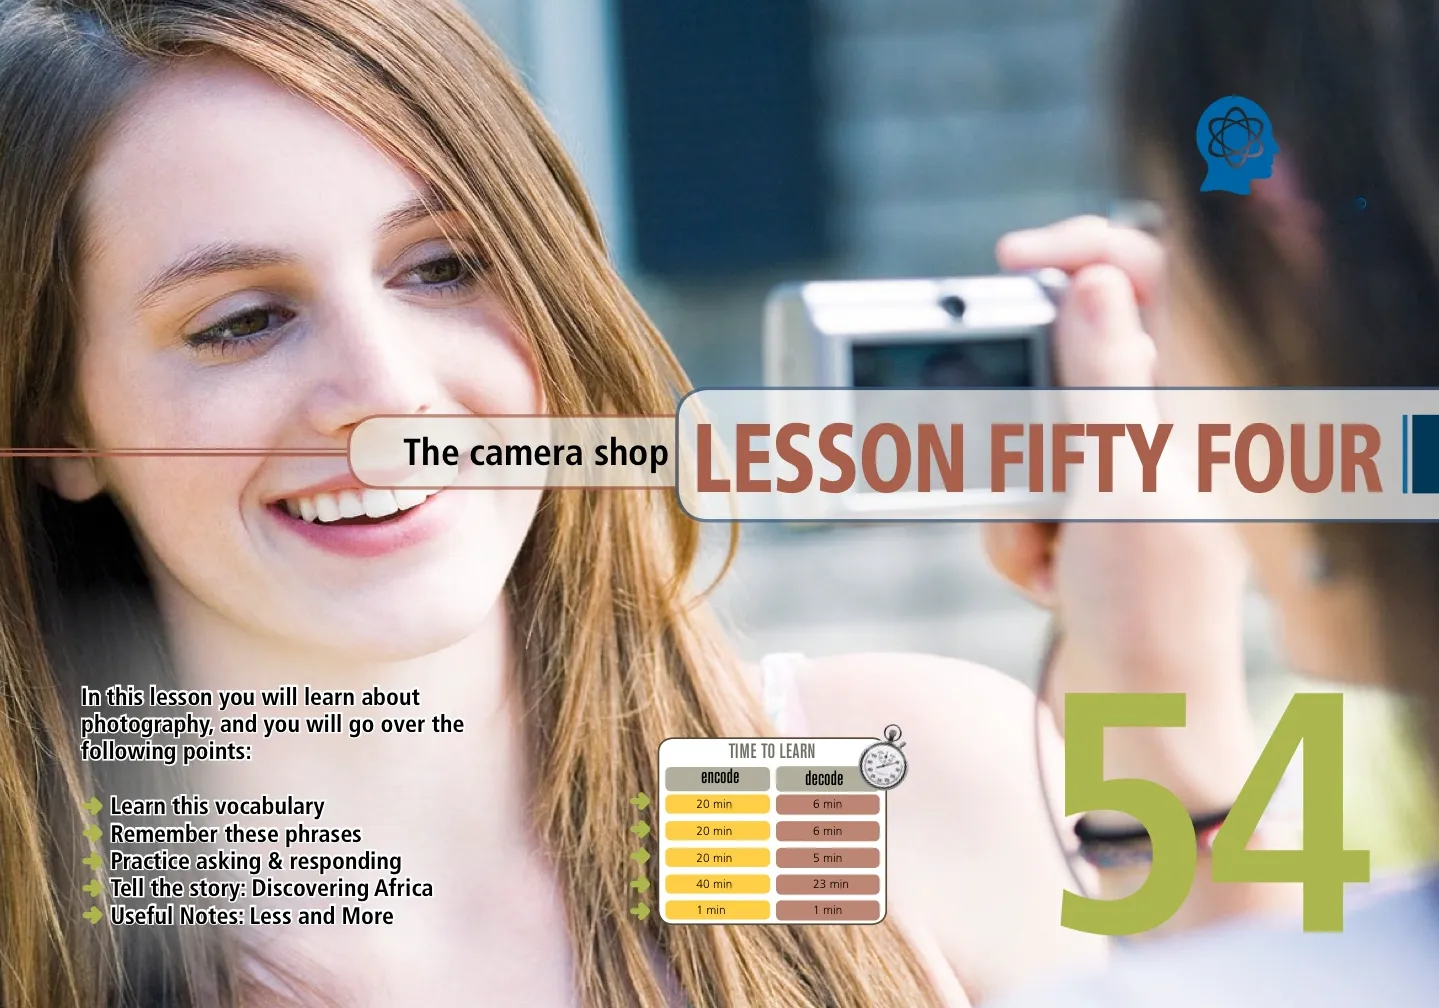 The camera shop
LESSON FIFTY FOUR
In this lesson you will learn about
photography, and you will go over the
following points:
Learn this vocabulary
Remember these phrases
Practice asking & responding
Tell the story: Discovering Africa
Useful Notes: Less and More
TIME TO LEARN
encode decode
20 min 6 min
20 min 6 min
20 min 5 min
40 min 23 min
1 min 1 min
54